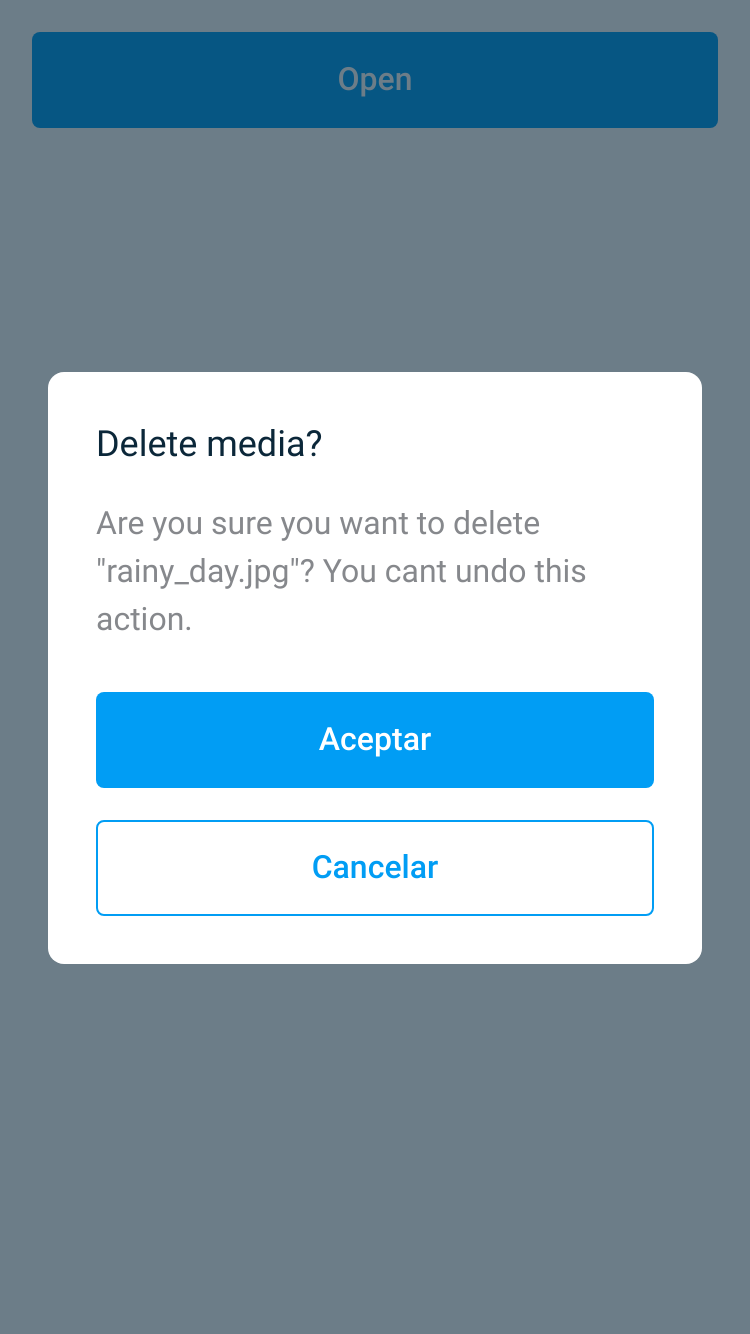 Open
Delete media?
Are you sure you want to delete
"rainy_day.jpg"? You cant undo this
action.
Aceptar
Cancelar